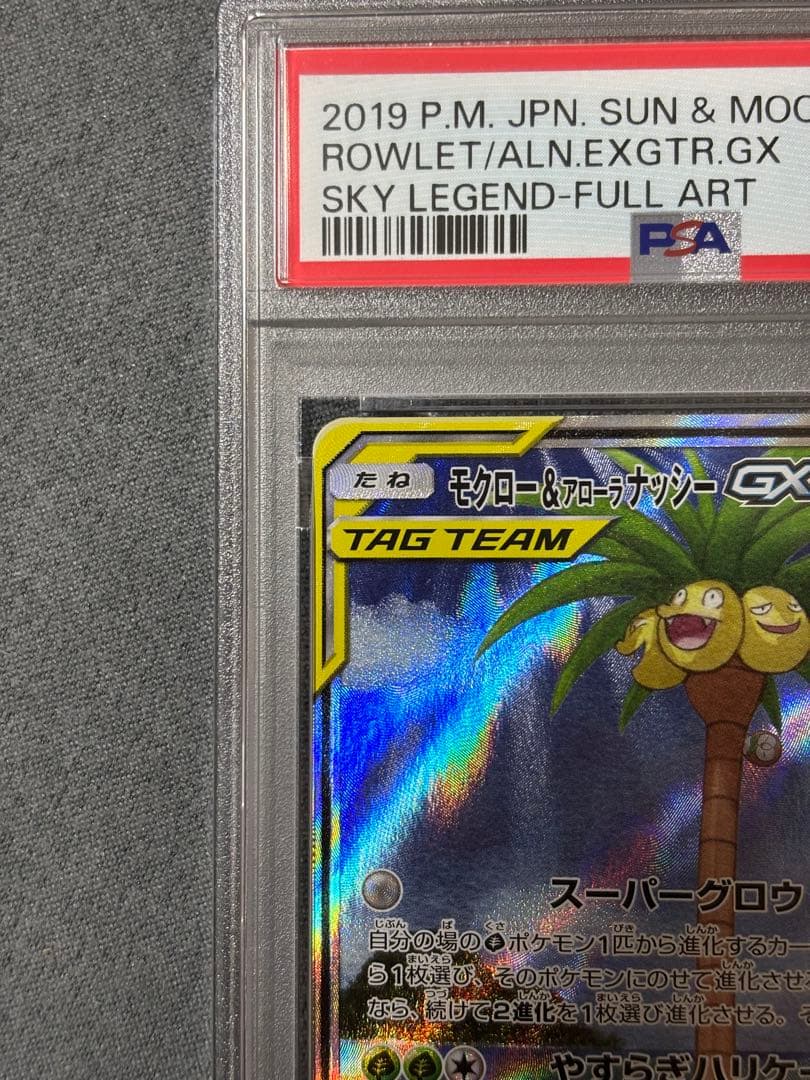 2019 P.M. JPN. SUN & MOO
ROWLET/ALN.EXGTR.GX
SKY LEGEND-FULL ART
PSA
たね モクロー&アローラナッシーGX
TAG TEAM
スーパーグロウ
自分の場のポケモン1匹から進化するカー
ら1枚選び、そのポケモンにのせて進化させ
なら、続けて2進化を1枚選び進化させる。そ
やすらぎハリケ